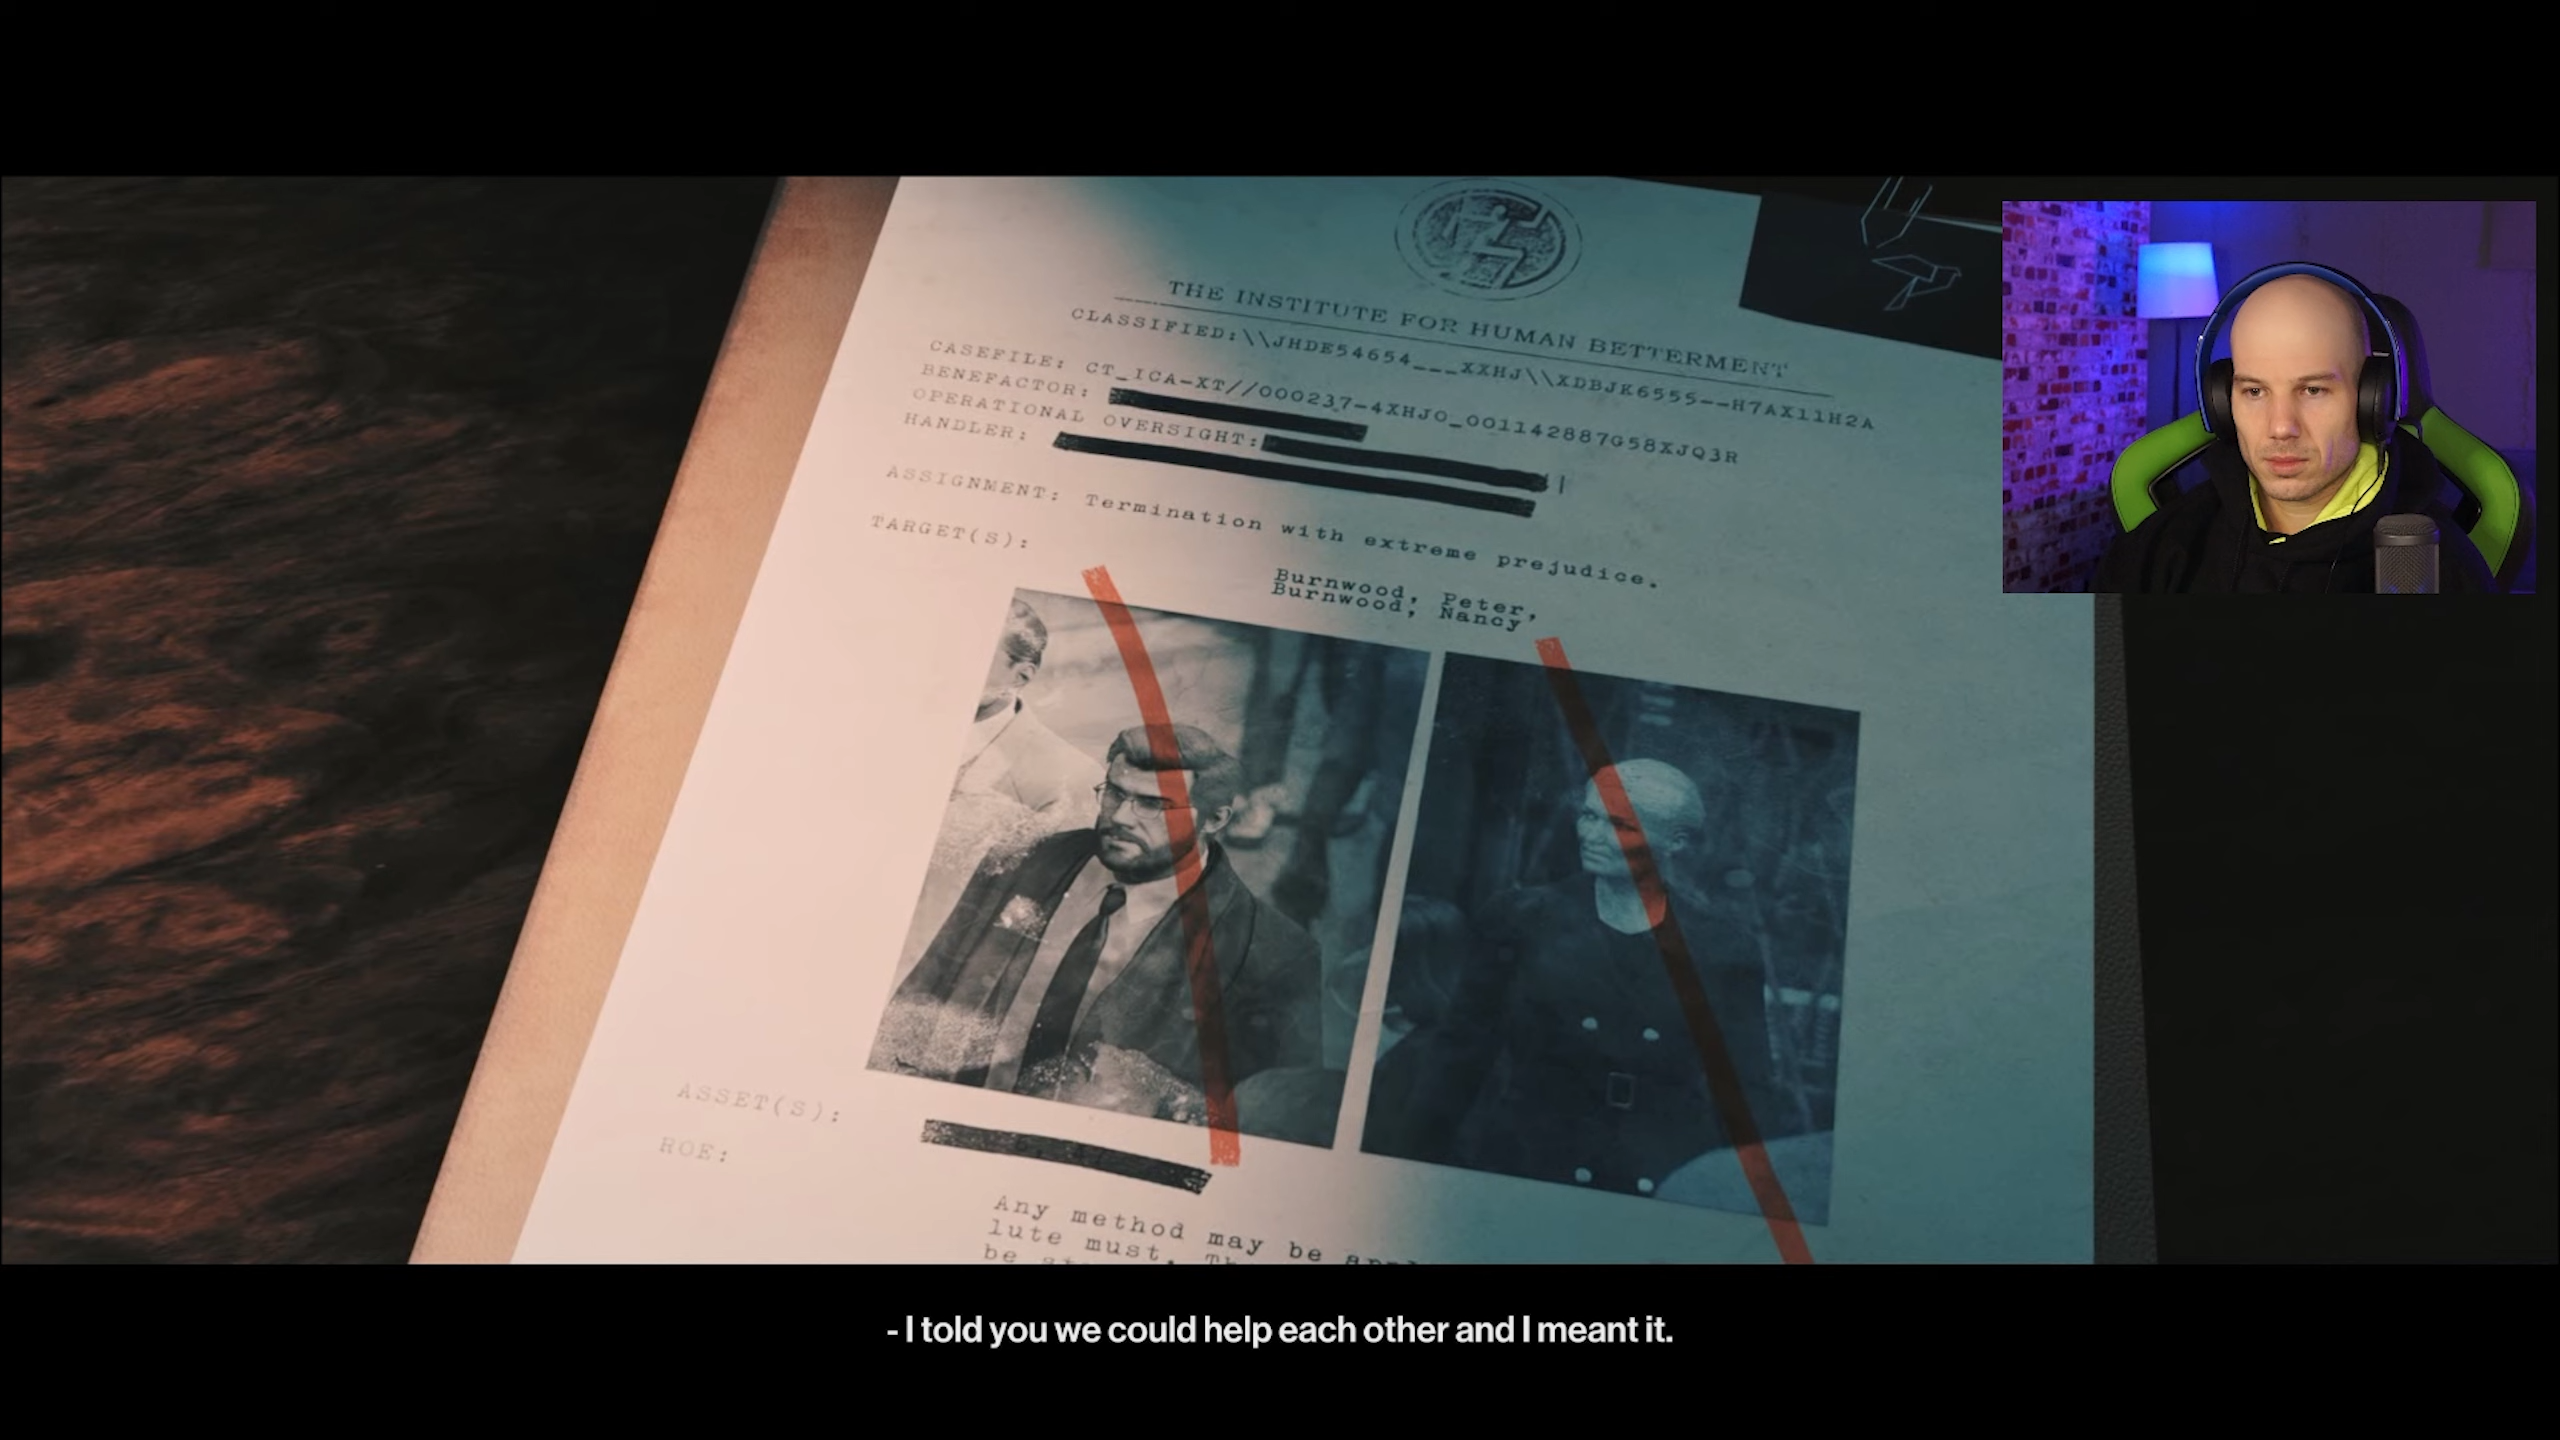 THE INSTITUTE FOR HUMAN BETTERMENT
CLASSIFIED:\\JHDE54654___XXHJ\\XDBJK6555--H7AX11H2A
CASEFILE: CT_ICA-XT//000237-4XHJO_001142887G58XJQ3R
BENEFACTOR:
OPERATIONAL OVERSIGHT:
HANDLER:
ASSIGNMENT: Termination with extreme prejudice.
TARGET(S):
Burnwood, Peter,
Burnwood, Nancy
ASSET(S):
ROE:
Any method may be
lute must.
be
- I told you we could help each other and I meant it.